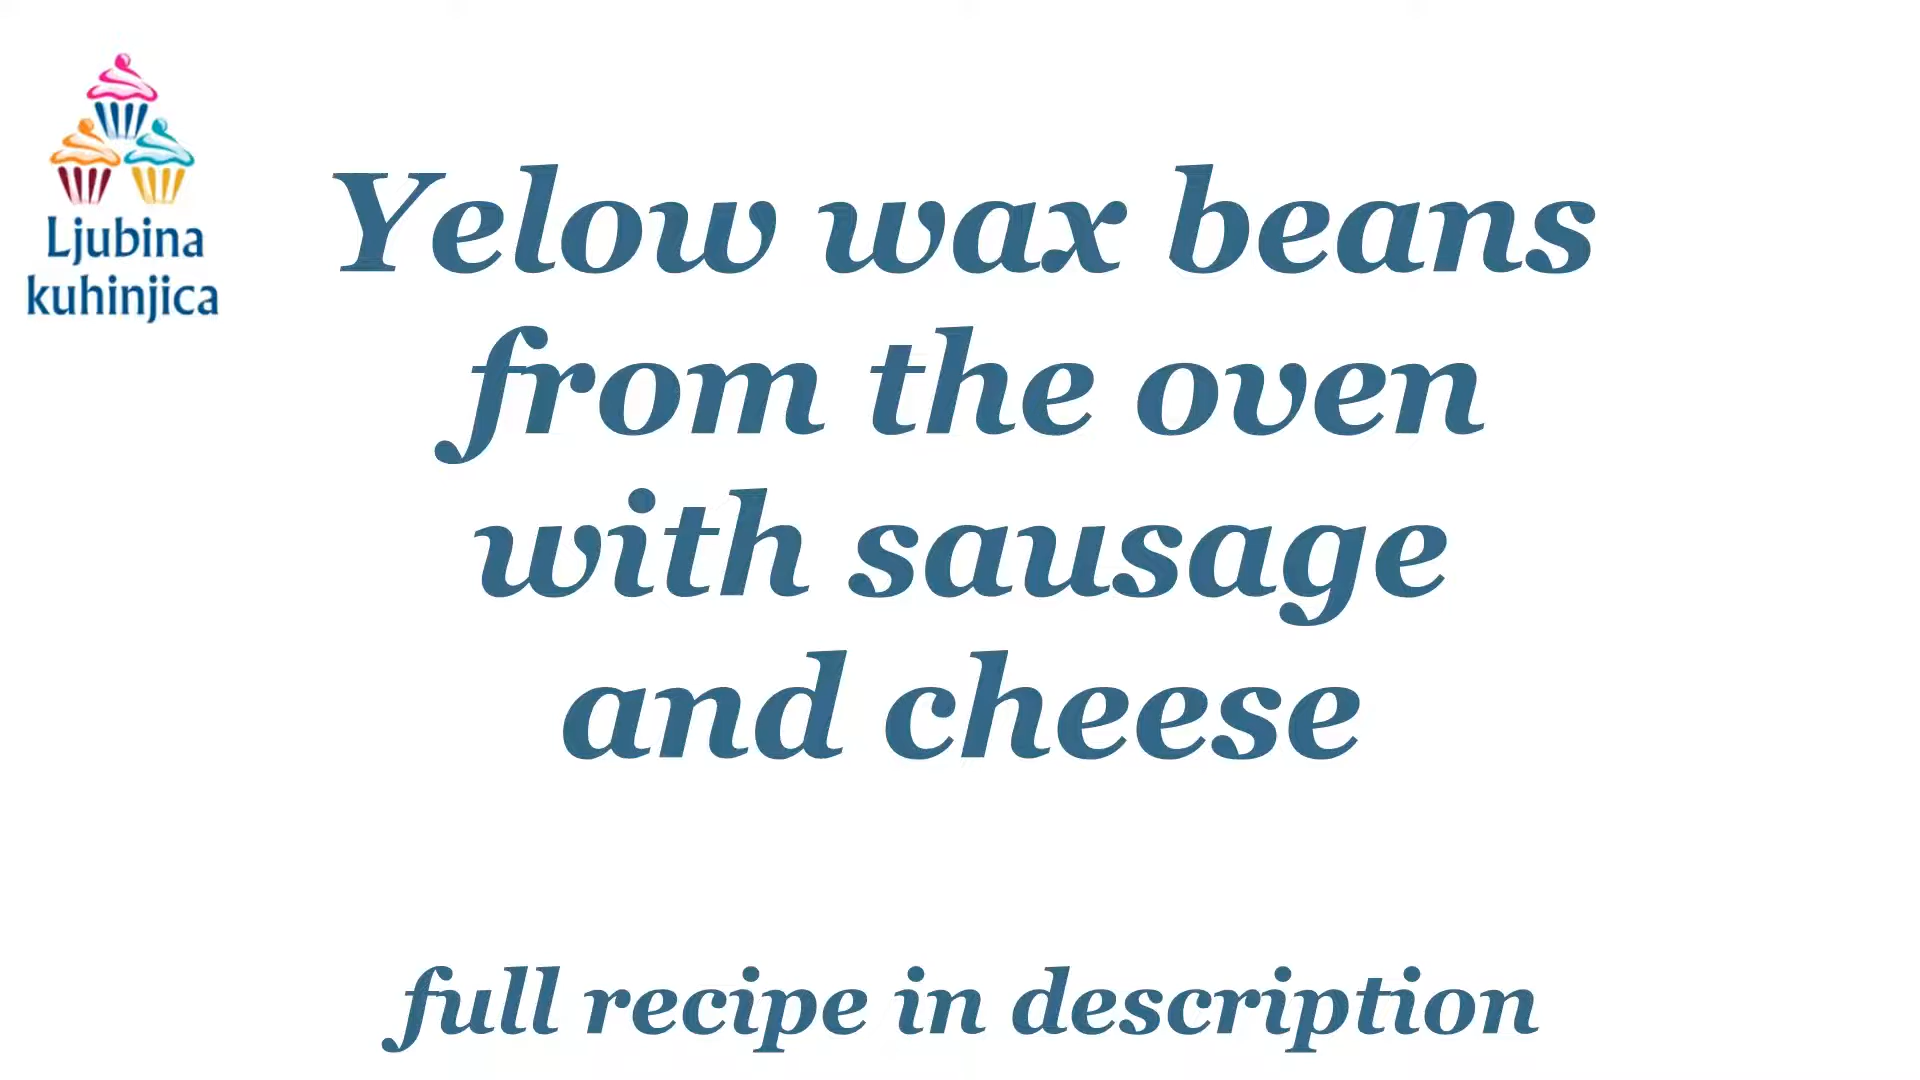 Ljubina
kuhinjica
Yelow wax beans
from the oven
with sausage
and cheese
full recipe in description